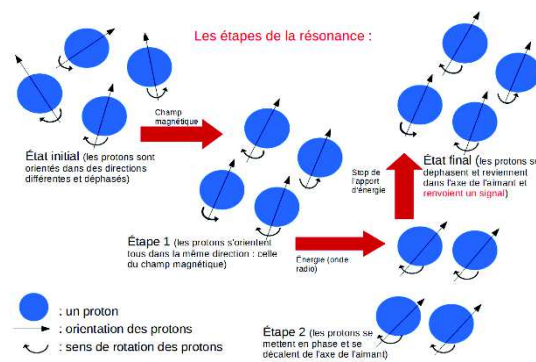 Les étapes de la résonance :
Champ
magnétique
État initial (les protons sont
orientés dans des directions
différentes et déphasés)
Étape 1 (les protons s'orientent
tous dans la même direction : celle
du champ magnétique)
Énergie (onde
radio)
Étape 2 (les protons se
mettent en phase et se
décalent de l'axe de l'aimant)
Stop de
l'apport
d'énergie
État final (les protons se
déphasent et reviennent
dans l'axe de l'aimant et
renvoient un signal)
: un proton
: orientation des protons
: sens de rotation des protons